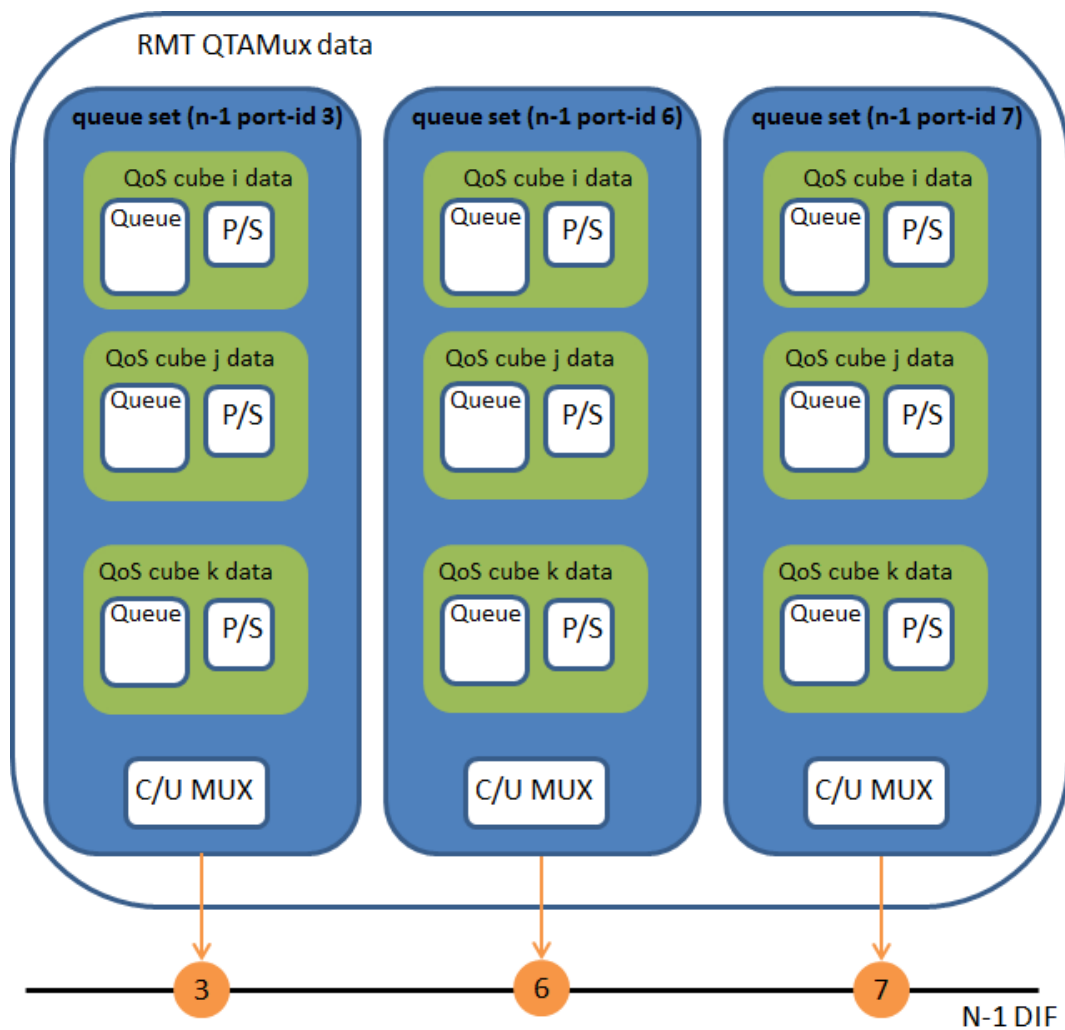 RMT QTAMux data
queue set (n-1 port-id 3)
QoS cube i data
Queue
P/S
QoS cube j data
Queue
P/S
QoS cube k data
Queue
P/S
C/U MUX
queue set (n-1 port-id 6)
QoS cube i data
Queue
P/S
QoS cube j data
Queue
P/S
QoS cube k data
Queue
P/S
C/U MUX
queue set (n-1 port-id 7)
QoS cube i data
Queue
P/S
QoS cube j data
Queue
P/S
QoS cube k data
Queue
P/S
C/U MUX
3
6
7
N-1 DIF